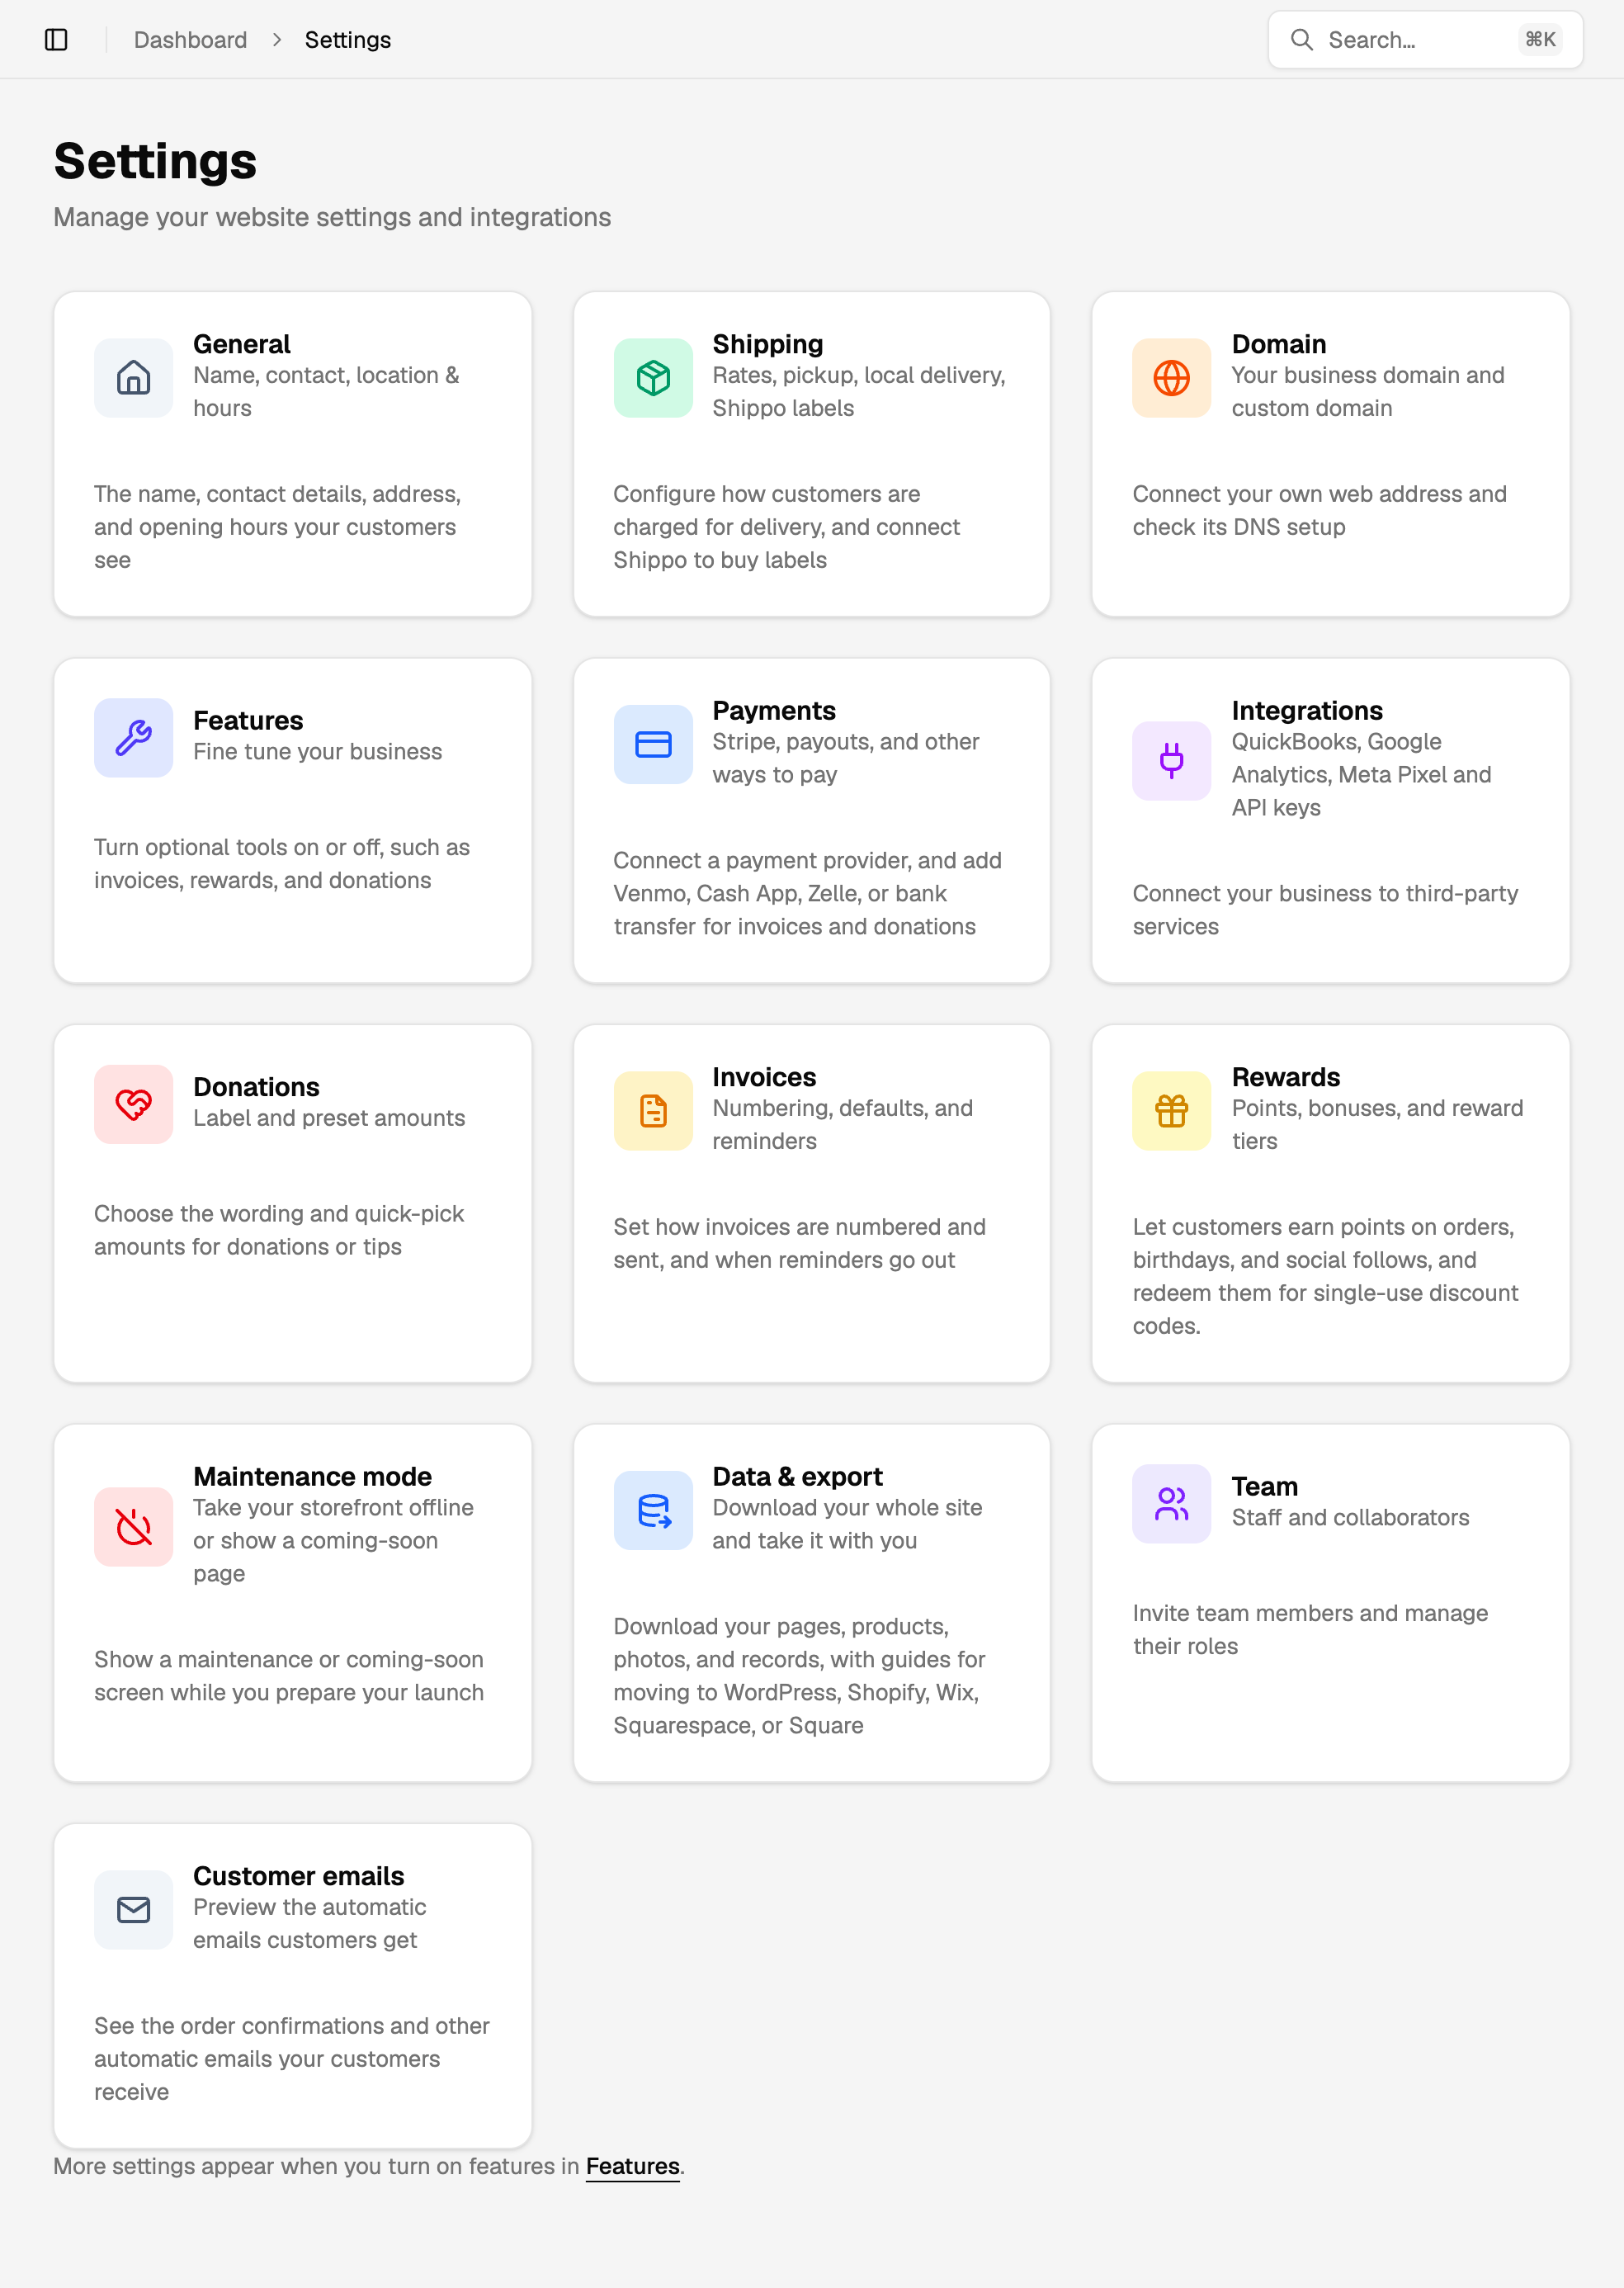 Dashboard > Settings
Search... ⌘K
Settings
Manage your website settings and integrations
General
Name, contact, location &
hours
The name, contact details, address,
and opening hours your customers
see
Shipping
Rates, pickup, local delivery,
Shippo labels
Configure how customers are
charged for delivery, and connect
Shippo to buy labels
Domain
Your business domain and
custom domain
Connect your own web address and
check its DNS setup
Features
Fine tune your business
Turn optional tools on or off, such as
invoices, rewards, and donations
Payments
Stripe, payouts, and other
ways to pay
Connect a payment provider, and add
Venmo, Cash App, Zelle, or bank
transfer for invoices and donations
Integrations
QuickBooks, Google
Analytics, Meta Pixel and
API keys
Connect your business to third-party
services
Donations
Label and preset amounts
Choose the wording and quick-pick
amounts for donations or tips
Invoices
Numbering, defaults, and
reminders
Set how invoices are numbered and
sent, and when reminders go out
Rewards
Points, bonuses, and reward
tiers
Let customers earn points on orders,
birthdays, and social follows, and
redeem them for single-use discount
codes.
Maintenance mode
Take your storefront offline
or show a coming-soon
page
Show a maintenance or coming-soon
screen while you prepare your launch
Data & export
Download your whole site
and take it with you
Download your pages, products,
photos, and records, with guides for
moving to WordPress, Shopify, Wix,
Squarespace, or Square
Team
Staff and collaborators
Invite team members and manage
their roles
Customer emails
Preview the automatic
emails customers get
See the order confirmations and other
automatic emails your customers
receive
More settings appear when you turn on features in Features.